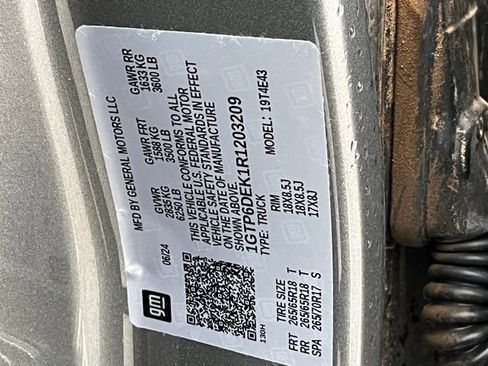 MFD BY GENERAL MOTORS LLC
06/24
GVWR
2835 KG
6250 LB
GAWR FRT
1588 KG
3500 LB
GAWR RR
1633 KG
3600 LB
THIS VEHICLE CONFORMS TO ALL
APPLICABLE U.S. FEDERAL MOTOR
VEHICLE SAFETY STANDARDS IN EFFECT
ON THE DATE OF MANUFACTURE
SHOWN ABOVE.
1GTP6DEK1R1203209
TYPE: TRUCK
MODEL: 19T4E43
gm
130H
TIRE SIZE
RIM
FRT 265/65R18 T 18X8.5J
RR 265/65R18 T 18X8.5J
SPA 265/70R17 S 17X8J